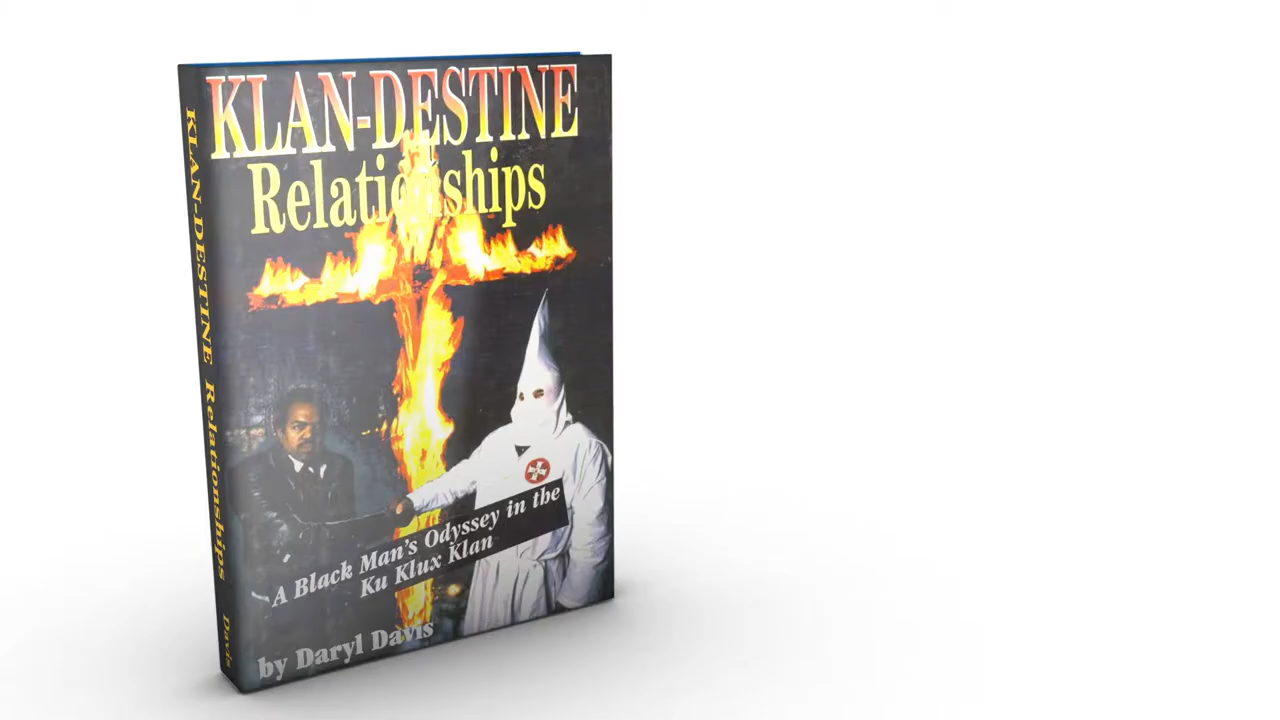 KLAN-DESTINE
Relationships
A Black Man's Odyssey in the
Ku Klux Klan
by Daryl Davis
KLAN-DESTINE Relationships Davis